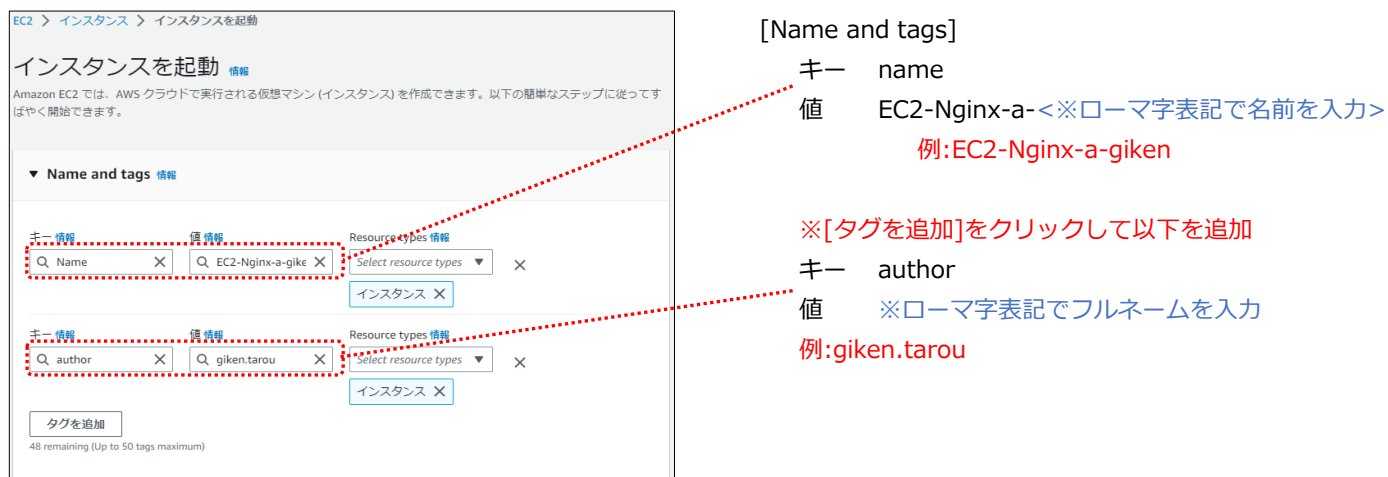 EC2 > インスタンス > インスタンスを起動
インスタンスを起動 情報
Amazon EC2 では、AWS クラウドで実行される仮想マシン (インスタンス) を作成できます。以下の簡単なステップに従ってす
ばやく開始できます。
▼ Name and tags 情報
キー 情報 値 情報 Resource types 情報
Name EC2-Nginx-a-gike Select resource types
インスタンス
キー 情報 値 情報 Resource types 情報
author giken.tarou Select resource types
インスタンス
タグを追加
48 remaining (Up to 50 tags maximum)
[Name and tags]
キー name
値 EC2-Nginx-a-<※ローマ字表記で名前を入力>
例:EC2-Nginx-a-giken
※[タグを追加]をクリックして以下を追加
キー author
値 ※ローマ字表記でフルネームを入力
例:giken.tarou